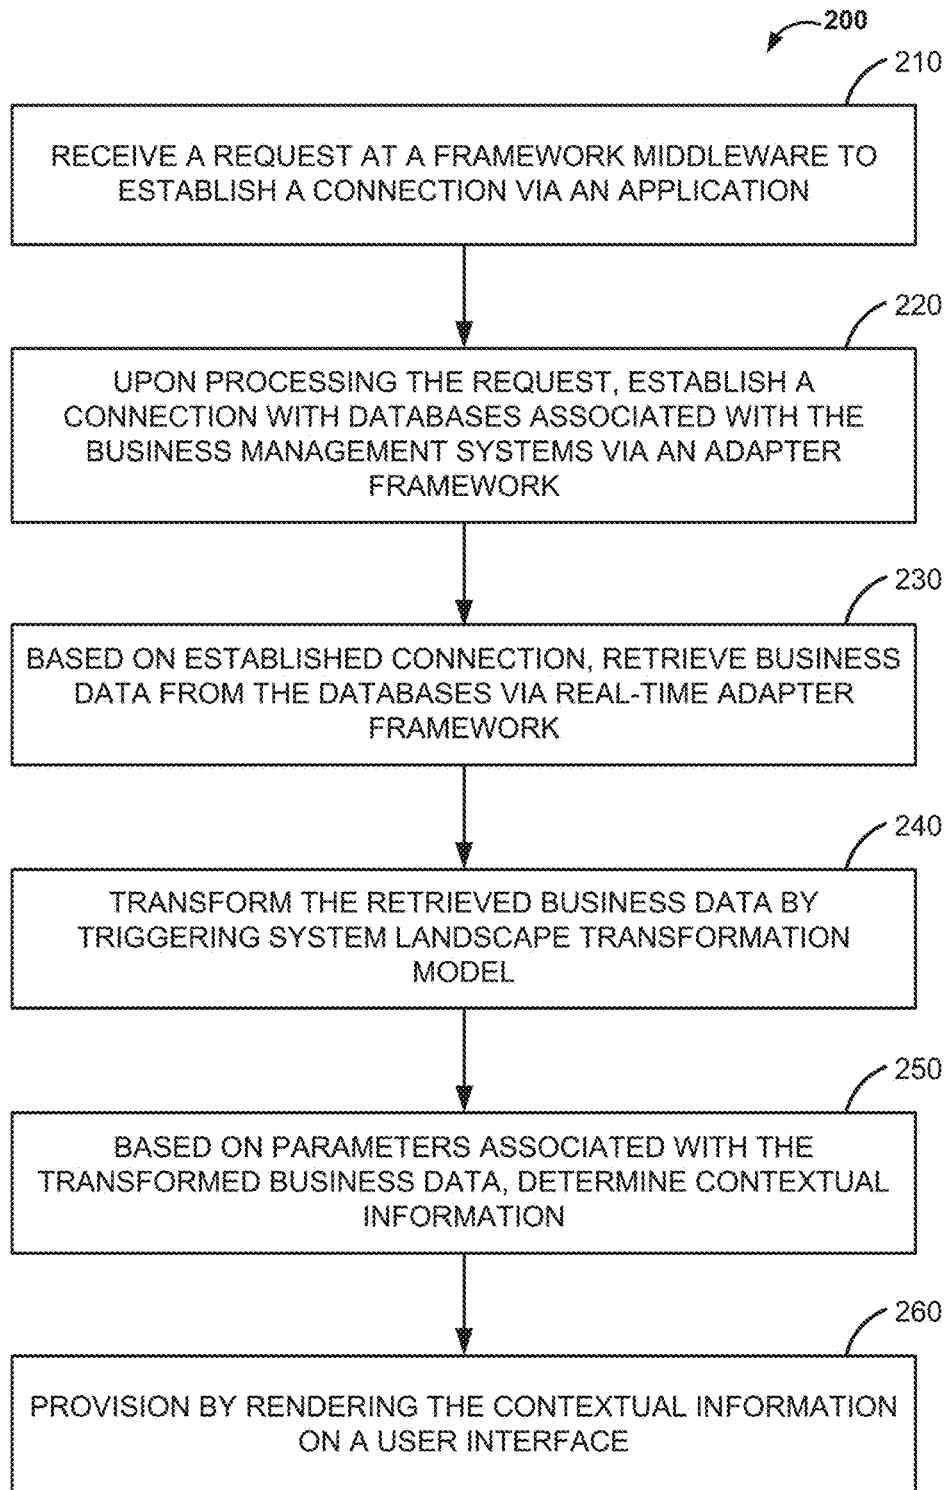 200
210
RECEIVE A REQUEST AT A FRAMEWORK MIDDLEWARE TO
ESTABLISH A CONNECTION VIA AN APPLICATION
220
UPON PROCESSING THE REQUEST, ESTABLISH A
CONNECTION WITH DATABASES ASSOCIATED WITH THE
BUSINESS MANAGEMENT SYSTEMS VIA AN ADAPTER
FRAMEWORK
230
BASED ON ESTABLISHED CONNECTION, RETRIEVE BUSINESS
DATA FROM THE DATABASES VIA REAL-TIME ADAPTER
FRAMEWORK
240
TRANSFORM THE RETRIEVED BUSINESS DATA BY
TRIGGERING SYSTEM LANDSCAPE TRANSFORMATION
MODEL
250
BASED ON PARAMETERS ASSOCIATED WITH THE
TRANSFORMED BUSINESS DATA, DETERMINE CONTEXTUAL
INFORMATION
260
PROVISION BY RENDERING THE CONTEXTUAL INFORMATION
ON A USER INTERFACE